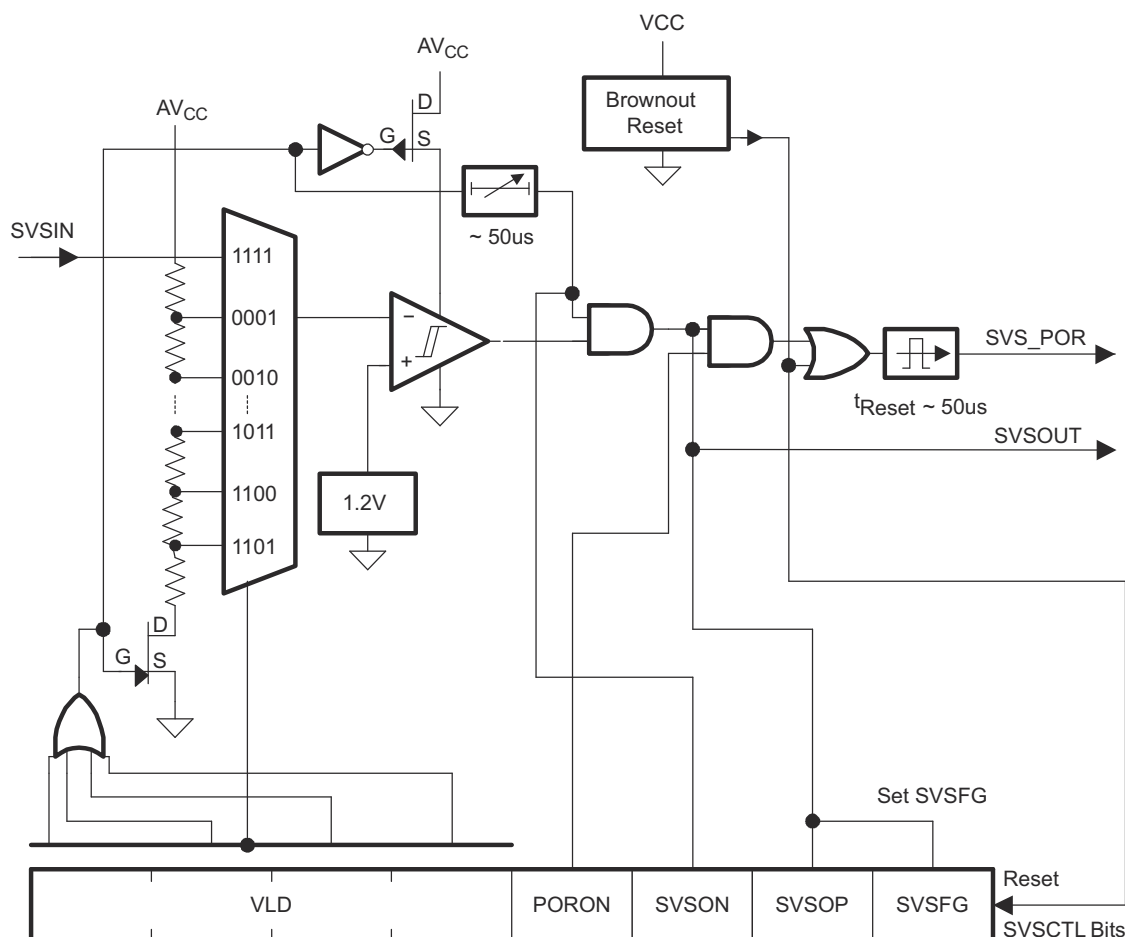 VCC
AVCC
Brownout
Reset
AVCC
D
G
S
SVSIN
~ 50us
1111
0001
0010
1011
1100
1101
−
+
1.2V
SVS_POR
tReset ~ 50us
SVSOUT
D
G
S
Set SVSFG
Reset
VLD
PORON
SVSON
SVSOP
SVSFG
SVSCTL Bits